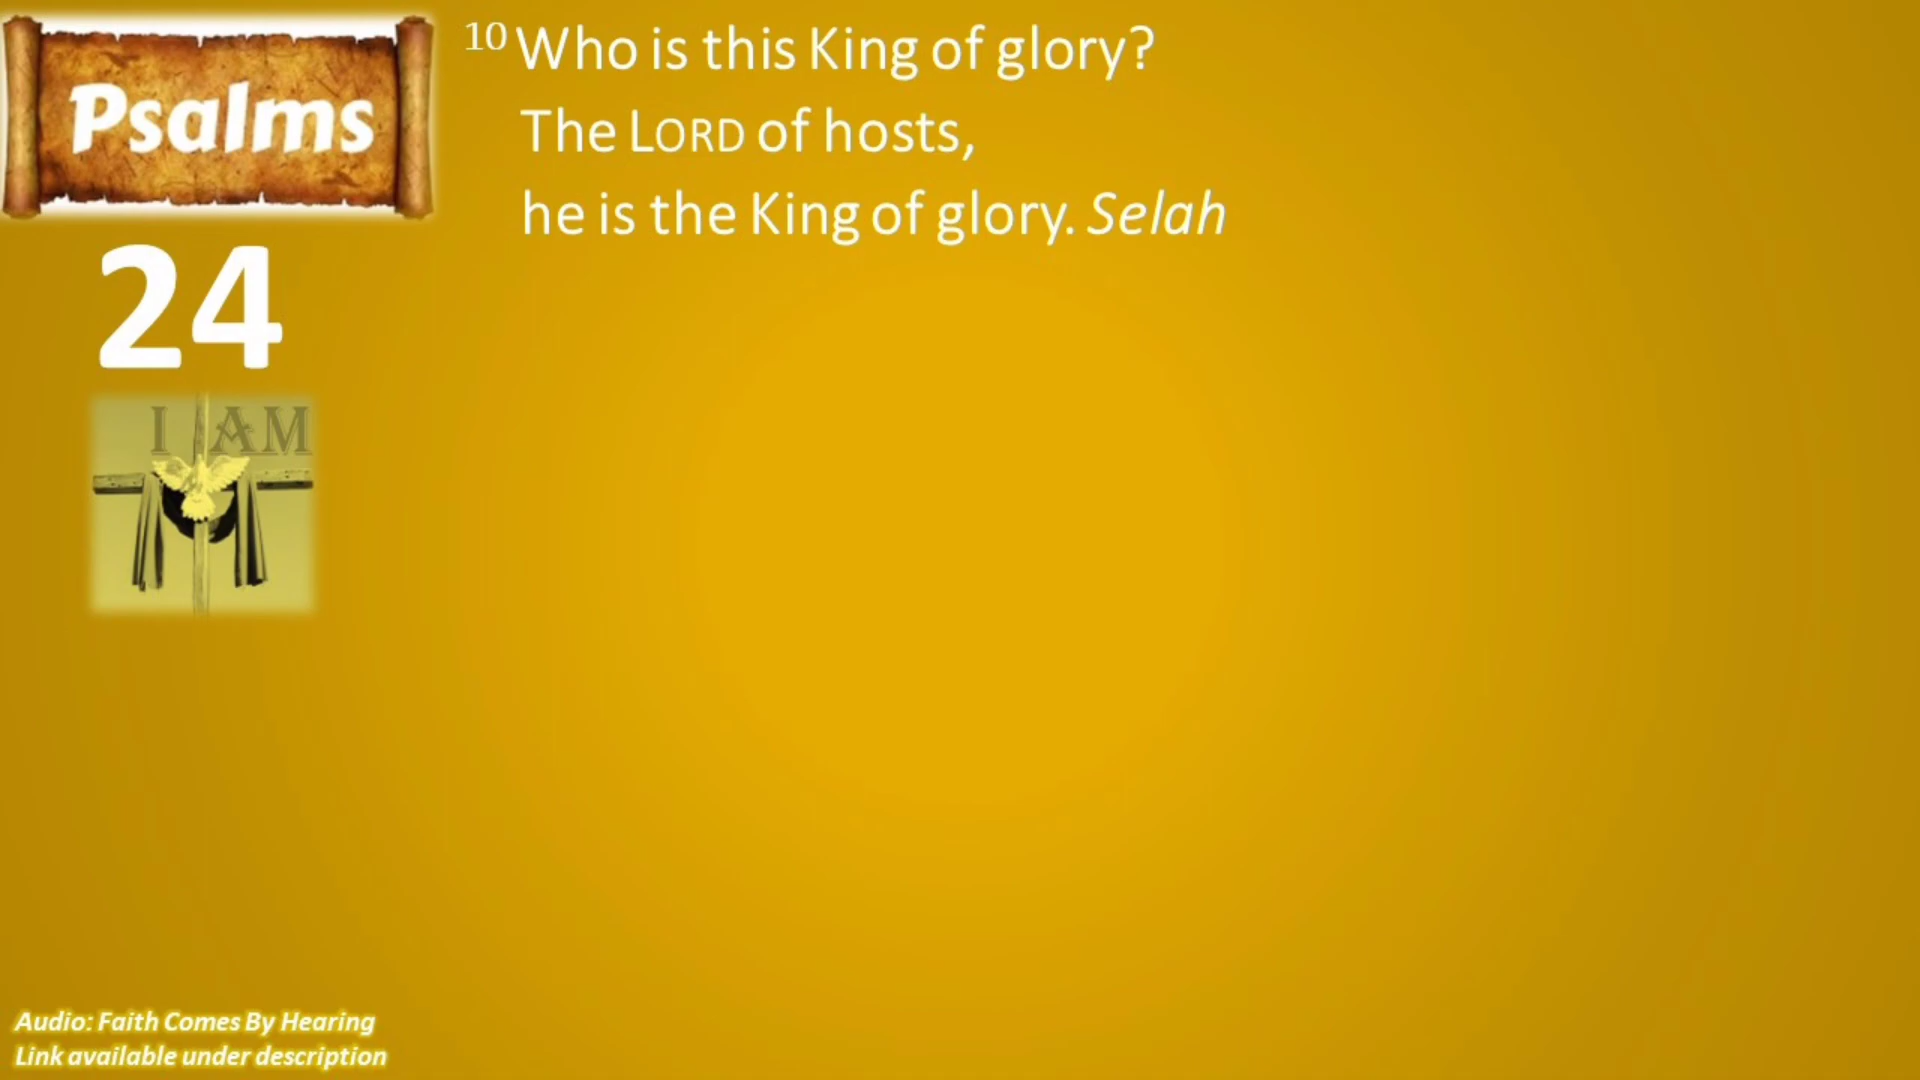 Psalms
24
I AM
10 Who is this King of glory?
The LORD of hosts,
he is the King of glory. Selah
Audio: Faith Comes By Hearing
Link available under description